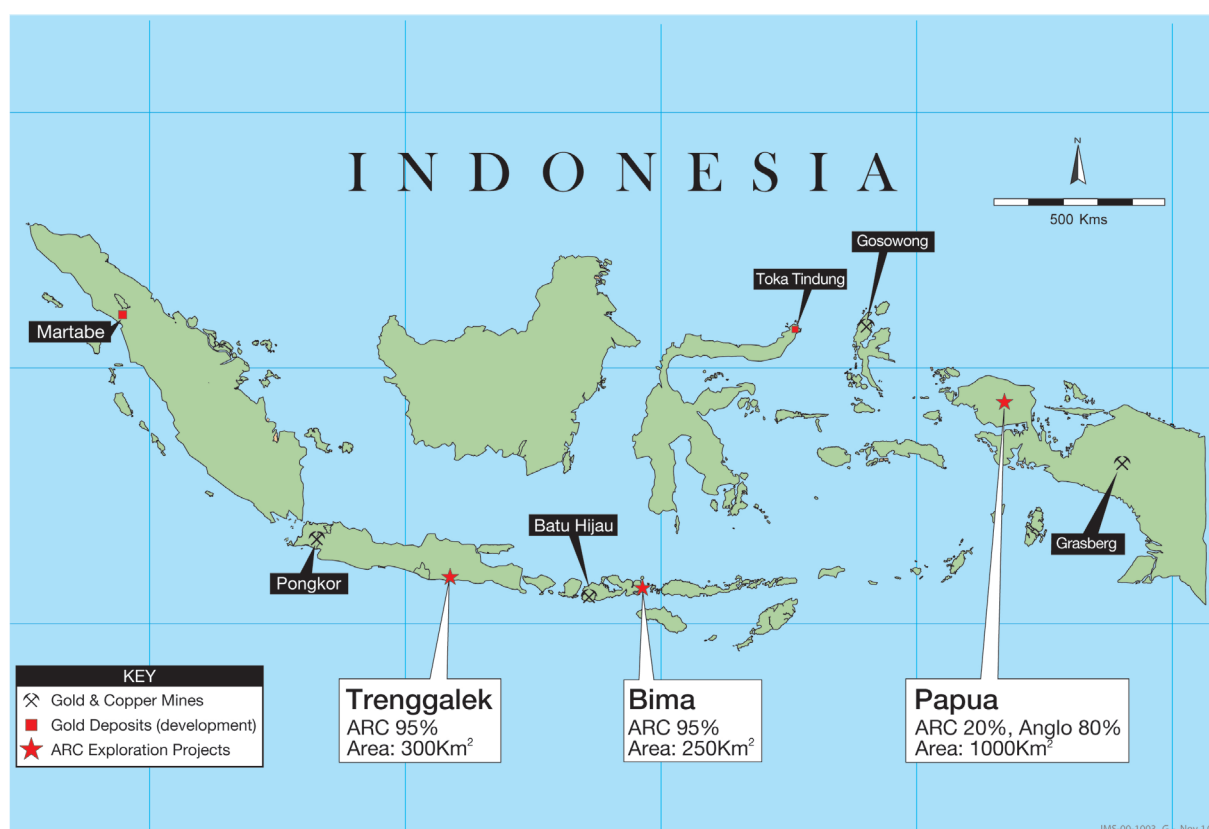 INDONESIA
N
500 Kms
Gosowong
Toka Tindung
Martabe
Batu Hijau
Grasberg
Pongkor
KEY
Gold & Copper Mines
Gold Deposits (development)
ARC Exploration Projects
Trenggalek
ARC 95%
Area: 300Km²
Bima
ARC 95%
Area: 250Km²
Papua
ARC 20%, Anglo 80%
Area: 1000Km²